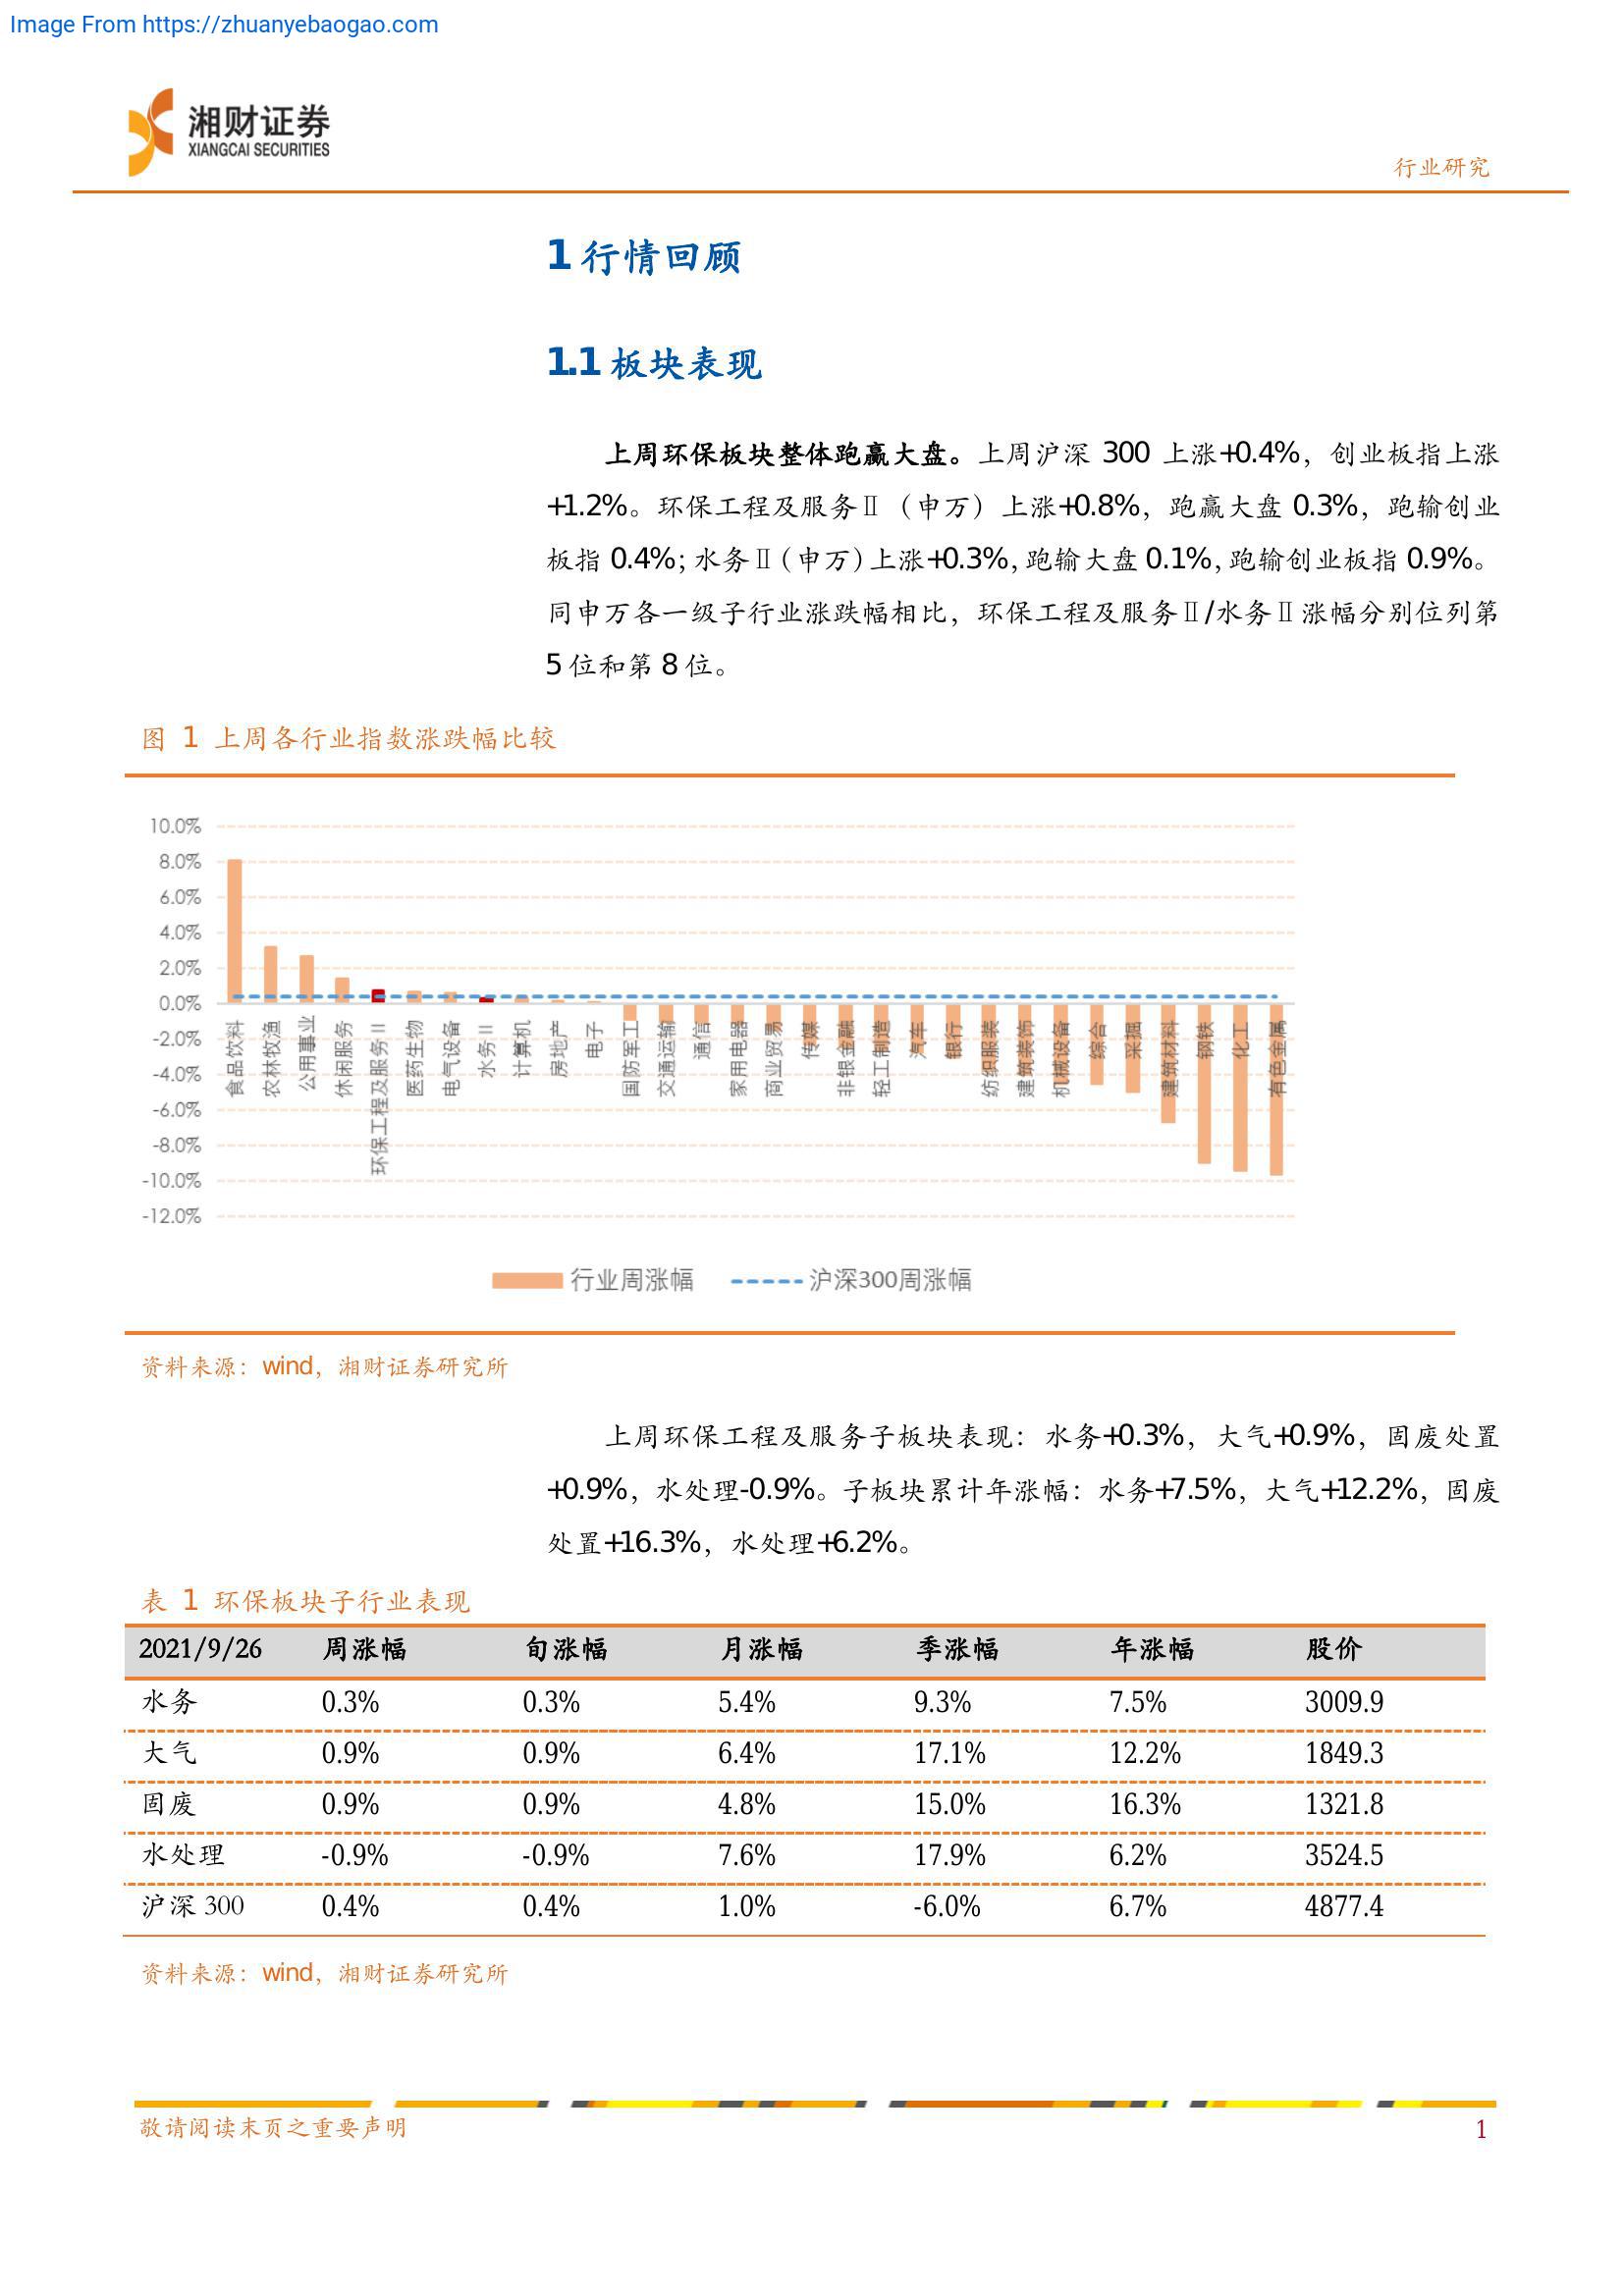 Image From https://zhuanyebaogao.com
湘财证券
XIANGCAI SECURITIES
行业研究
1 行情回顾
1.1 板块表现
上周环保板块整体跑赢大盘。上周沪深 300 上涨+0.4%，创业板指上涨
+1.2%。环保工程及服务Ⅱ（申万）上涨+0.8%，跑赢大盘 0.3%，跑输创业
板指 0.4%；水务Ⅱ（申万）上涨+0.3%，跑输大盘 0.1%，跑输创业板指 0.9%。
同申万各一级子行业涨跌幅相比，环保工程及服务Ⅱ/水务Ⅱ涨幅分别位列第
5 位和第 8 位。
图 1 上周各行业指数涨跌幅比较
10.0%
8.0%
6.0%
4.0%
2.0%
0.0%
-2.0%
-4.0%
-6.0%
-8.0%
-10.0%
-12.0%
食品饮料
农林牧渔
公用事业
休闲服务
环保工程及服务Ⅱ
医药生物
电气设备
水务Ⅱ
计算机
房地产
电子
国防军工
交通运输
通信
家用电器
商业贸易
传媒
非银金融
轻工制造
汽车
银行
纺织服装
建筑装饰
机械设备
综合
采掘
建筑材料
钢铁
化工
有色金属
行业周涨幅 沪深300周涨幅
资料来源：wind，湘财证券研究所
上周环保工程及服务子板块表现：水务+0.3%，大气+0.9%，固废处置
+0.9%，水处理-0.9%。子板块累计年涨幅：水务+7.5%，大气+12.2%，固废
处置+16.3%，水处理+6.2%。
表 1 环保板块子行业表现
2021/9/26 周涨幅 旬涨幅 月涨幅 季涨幅 年涨幅 股价
水务 0.3% 0.3% 5.4% 9.3% 7.5% 3009.9
大气 0.9% 0.9% 6.4% 17.1% 12.2% 1849.3
固废 0.9% 0.9% 4.8% 15.0% 16.3% 1321.8
水处理 -0.9% -0.9% 7.6% 17.9% 6.2% 3524.5
沪深 300 0.4% 0.4% 1.0% -6.0% 6.7% 4877.4
资料来源：wind，湘财证券研究所
敬请阅读末页之重要声明 1